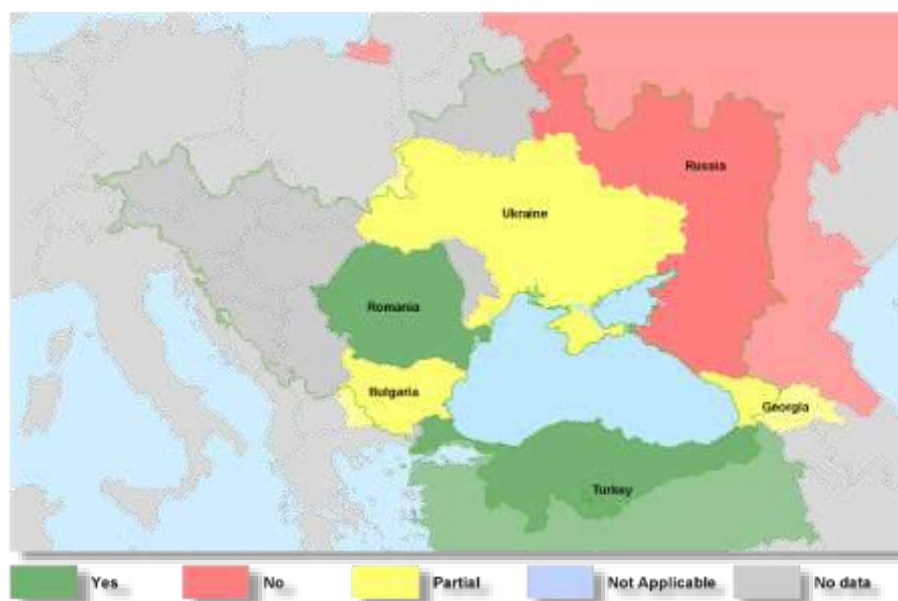 Russia
Ukraine
Romania
Bulgaria
Georgia
Turkey
Yes No Partial Not Applicable No data